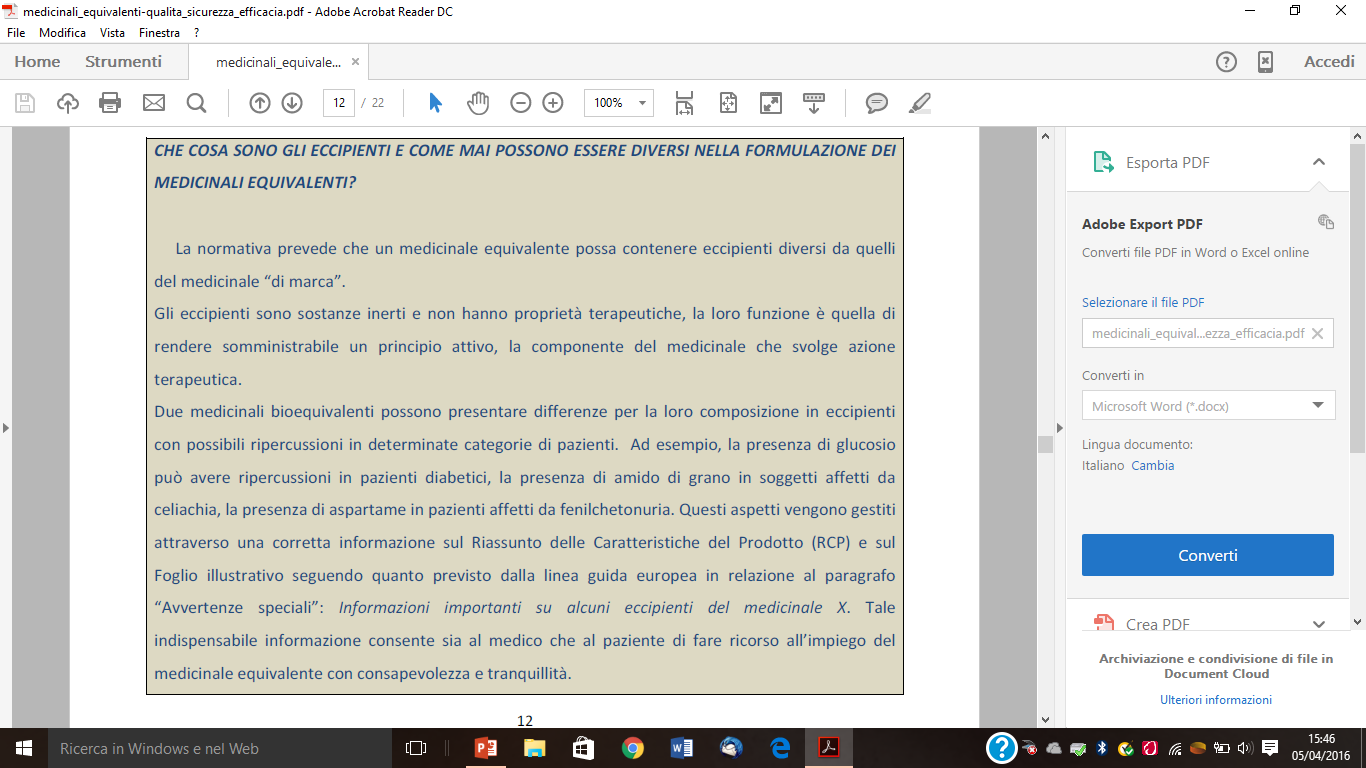 medicinali_equivalenti-qualita_sicurezza_efficacia.pdf - Adobe Acrobat Reader DC
File Modifica Vista Finestra ?
Home Strumenti medicinali_equivale... × Accedi
12 / 22 100%
CHE COSA SONO GLI ECCIPIENTI E COME MAI POSSONO ESSERE DIVERSI NELLA FORMULAZIONE DEI
MEDICINALI EQUIVALENTI?
La normativa prevede che un medicinale equivalente possa contenere eccipienti diversi da quelli
del medicinale “di marca”.
Gli eccipienti sono sostanze inerti e non hanno proprietà terapeutiche, la loro funzione è quella di
rendere somministrabile un principio attivo, la componente del medicinale che svolge azione
terapeutica.
Due medicinali bioequivalenti possono presentare differenze per la loro composizione in eccipienti
con possibili ripercussioni in determinate categorie di pazienti. Ad esempio, la presenza di glucosio
può avere ripercussioni in pazienti diabetici, la presenza di amido di grano in soggetti affetti da
celiachia, la presenza di aspartame in pazienti affetti da fenilchetonuria. Questi aspetti vengono gestiti
attraverso una corretta informazione sul Riassunto delle Caratteristiche del Prodotto (RCP) e sul
Foglio illustrativo seguendo quanto previsto dalla linea guida europea in relazione al paragrafo
“Avvertenze speciali”: Informazioni importanti su alcuni eccipienti del medicinale X. Tale
indispensabile informazione consente sia al medico che al paziente di fare ricorso all’impiego del
medicinale equivalente con consapevolezza e tranquillità.
12
Esporta PDF
Adobe Export PDF
Converti file PDF in Word o Excel online
Selezionare il file PDF
medicinali_equival...ezza_efficacia.pdf
Converti in
Microsoft Word (*.docx)
Lingua documento:
Italiano Cambia
Converti
Crea PDF
Archiviazione e condivisione di file in
Document Cloud
Ulteriori informazioni
Ricerca in Windows e nel Web
15:46
05/04/2016